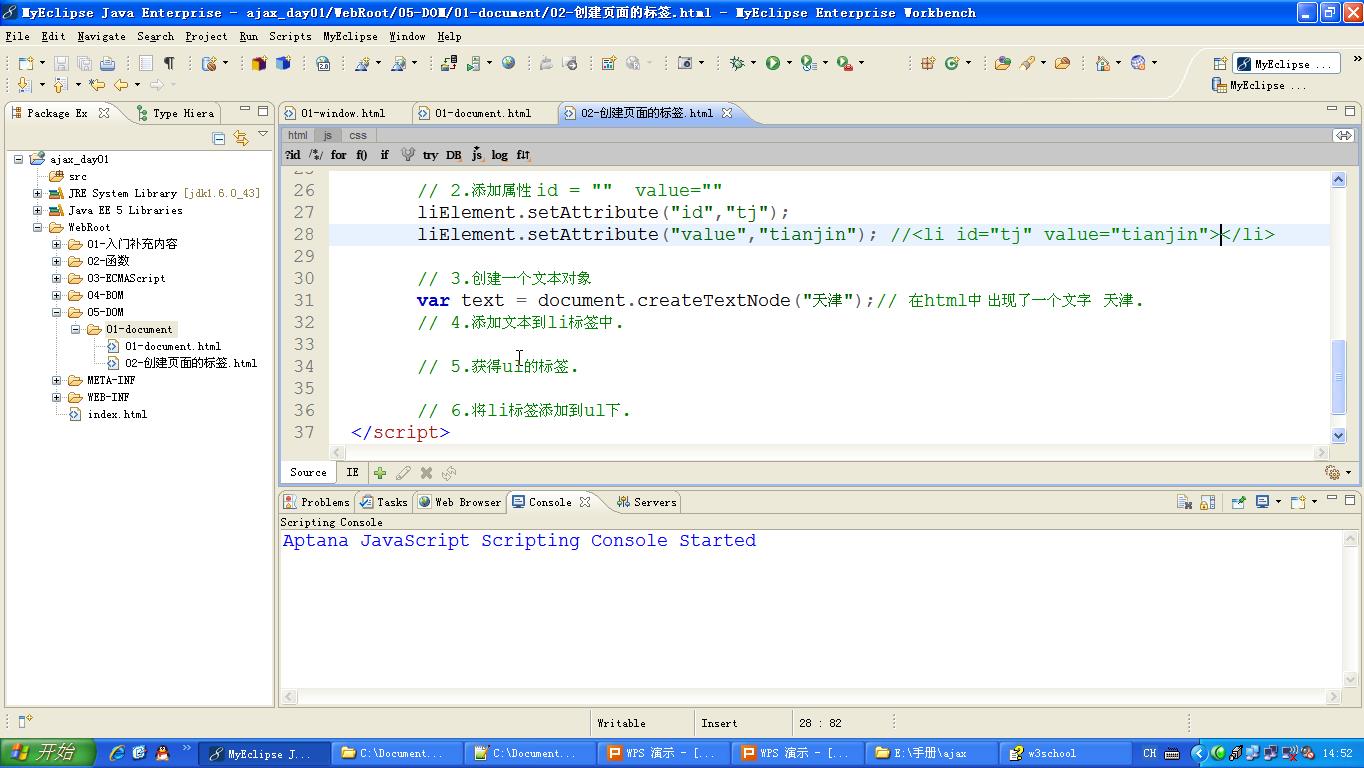 MyEclipse Java Enterprise - ajax_day01/WebRoot/05-DOM/01-document/02-创建页面的标签.html - MyEclipse Enterprise Workbench
File Edit Navigate Search Project Run Scripts MyEclipse Window Help
MyEclipse ...
MyEclipse ...
Package Ex Type Hiera
01-window.html 01-document.html 02-创建页面的标签.html
html js css
?id /*/ for f() if try DB js log
ajax_day01
src
JRE System Library [jdk1.6.0_43]
Java EE 5 Libraries
WebRoot
01-入门补充内容
02-函数
03-ECMAScript
04-BOM
05-DOM
01-document
01-document.html
02-创建页面的标签.html
META-INF
WEB-INF
index.html
26 // 2.添加属性 id = "" value=""
27 liElement.setAttribute("id","tj");
28 liElement.setAttribute("value","tianjin"); //<li id="tj" value="tianjin"></li>
29
30 // 3.创建一个文本对象
31 var text = document.createTextNode("天津");// 在html中 出现了一个文字 天津.
32 // 4.添加文本到li标签中.
33
34 // 5.获得ul的标签.
35
36 // 6.将li标签添加到ul下.
37 </script>
Source IE
Problems Tasks Web Browser Console Servers
Scripting Console
Aptana JavaScript Scripting Console Started
Writable Insert 28 : 82
开始 MyEclipse J... C:\Document... C:\Document... WPS 演示 - [... WPS 演示 - [... E:\手册\ajax w3school CH 14:52